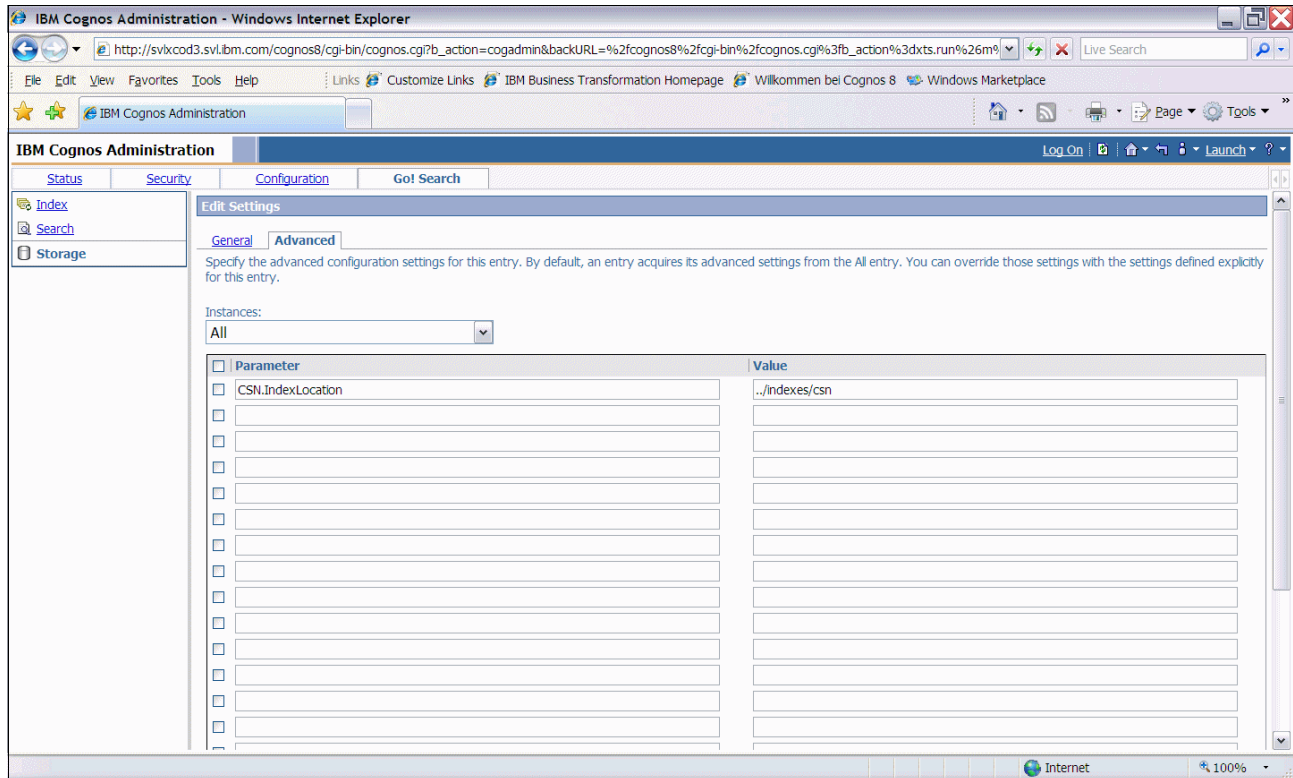 IBM Cognos Administration - Windows Internet Explorer
http://svlxcod3.svl.ibm.com/cognos8/cgi-bin/cognos.cgi?b_action=cogadmin&backURL=%2fcognos8%2fcgi-bin%2fcognos.cgi%3fb_action%3dxts.run%26m% Live Search
File Edit View Favorites Tools Help Links Customize Links IBM Business Transformation Homepage Willkommen bei Cognos 8 Windows Marketplace
IBM Cognos Administration Page Tools »
IBM Cognos Administration Log On Launch ?
Status Security Configuration Go! Search
Index
Search
Storage
Edit Settings
General Advanced
Specify the advanced configuration settings for this entry. By default, an entry acquires its advanced settings from the All entry. You can override those settings with the settings defined explicitly
for this entry.
Instances:
All
Parameter Value
CSN.IndexLocation ../indexes/csn
Internet 100%